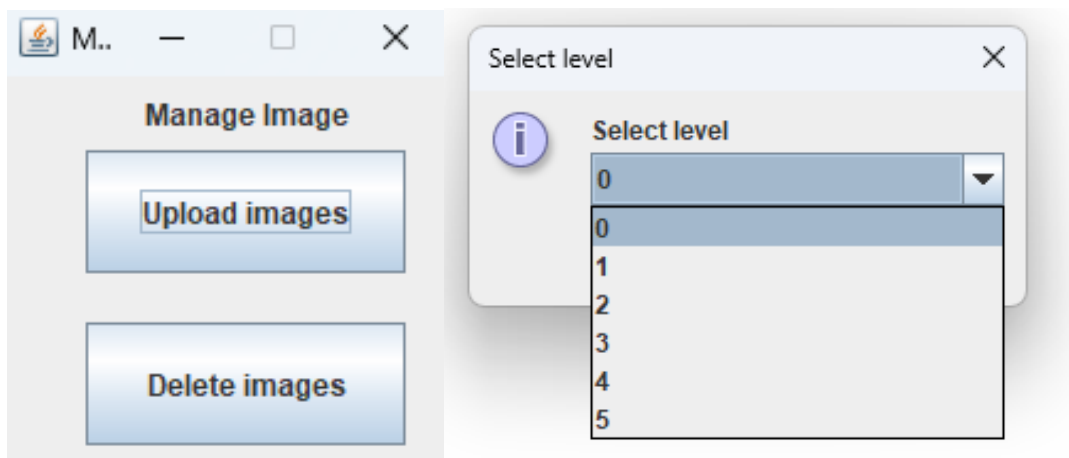 M..
Manage Image
Upload images
Delete images
Select level
i
Select level
0
0
1
2
3
4
5